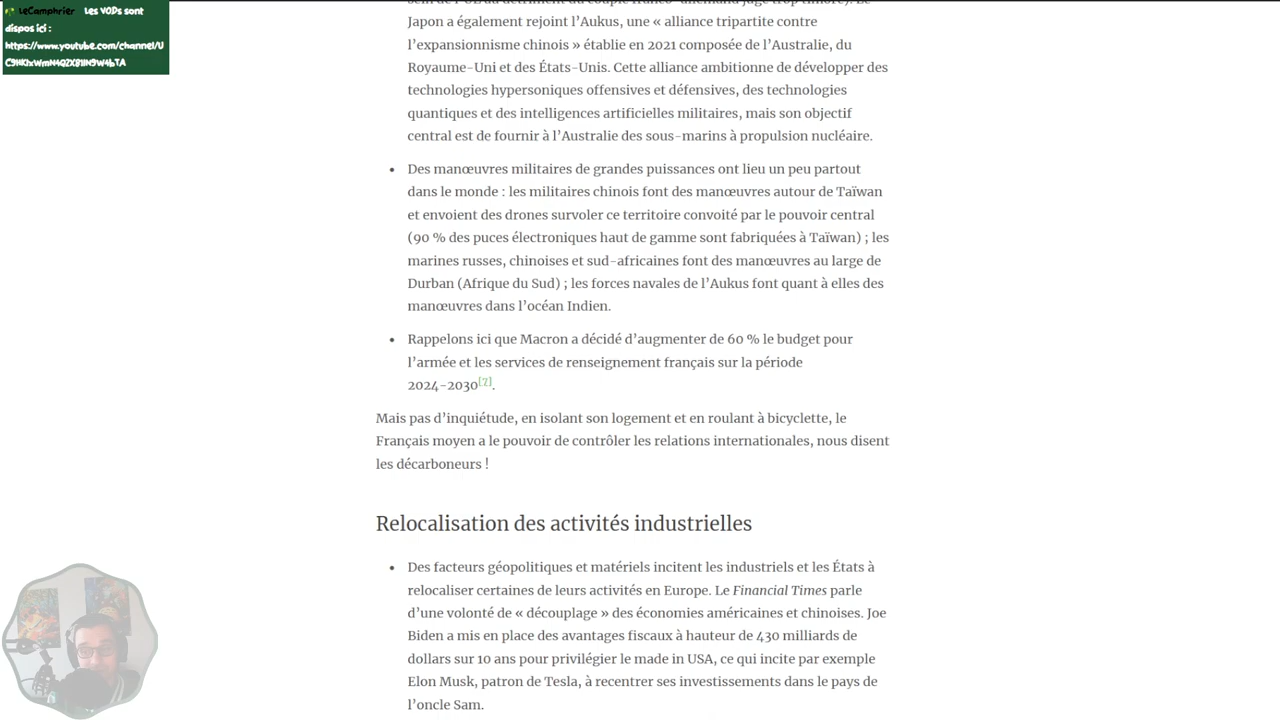 LeCamphrier Les VODs sont
dispos ici :
https://www.youtube.com/channel/U
Japon a également rejoint l’Aukus, une « alliance tripartite contre
l’expansionnisme chinois » établie en 2021 composée de l’Australie, du
Royaume-Uni et des États-Unis. Cette alliance ambitionne de développer des
technologies hypersoniques offensives et défensives, des technologies
quantiques et des intelligences artificielles militaires, mais son objectif
central est de fournir à l’Australie des sous-marins à propulsion nucléaire.
• Des manœuvres militaires de grandes puissances ont lieu un peu partout
dans le monde : les militaires chinois font des manœuvres autour de Taïwan
et envoient des drones survoler ce territoire convoité par le pouvoir central
(90 % des puces électroniques haut de gamme sont fabriquées à Taïwan) ; les
marines russes, chinoises et sud-africaines font des manœuvres au large de
Durban (Afrique du Sud) ; les forces navales de l’Aukus font quant à elles des
manœuvres dans l’océan Indien.
• Rappelons ici que Macron a décidé d’augmenter de 60 % le budget pour
l’armée et les services de renseignement français sur la période
2024-2030[7].
Mais pas d’inquiétude, en isolant son logement et en roulant à bicyclette, le
Français moyen a le pouvoir de contrôler les relations internationales, nous disent
les décarboneurs !
Relocalisation des activités industrielles
• Des facteurs géopolitiques et matériels incitent les industriels et les États à
relocaliser certaines de leurs activités en Europe. Le Financial Times parle
d’une volonté de « découplage » des économies américaines et chinoises. Joe
Biden a mis en place des avantages fiscaux à hauteur de 430 milliards de
dollars sur 10 ans pour privilégier le made in USA, ce qui incite par exemple
Elon Musk, patron de Tesla, à recentrer ses investissements dans le pays de
l’oncle Sam.